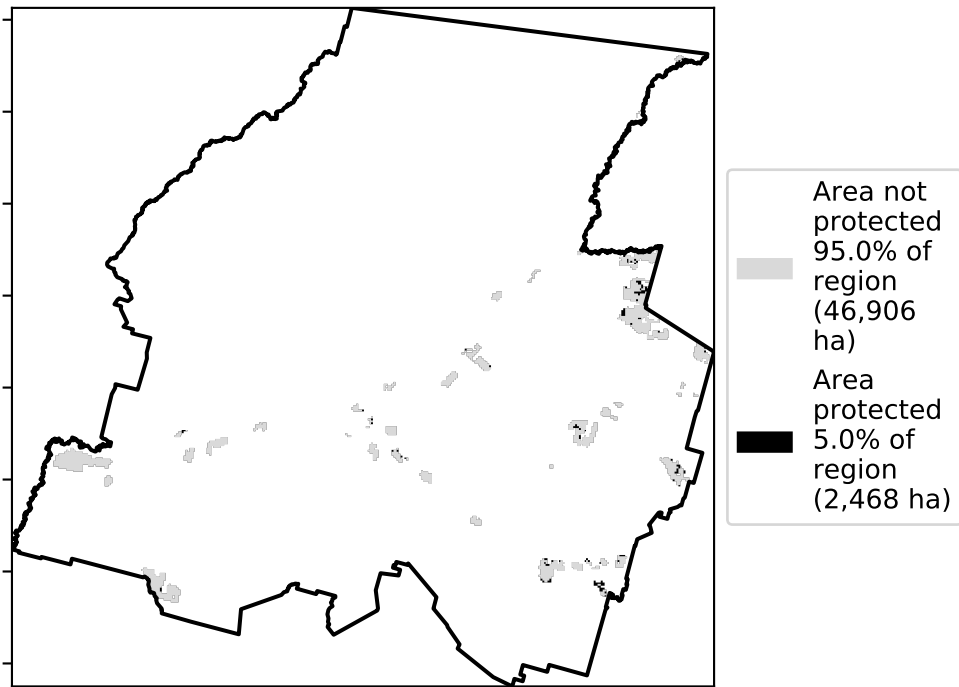 Area not
protected
95.0% of
region
(46,906
ha)
Area
protected
5.0% of
region
(2,468 ha)